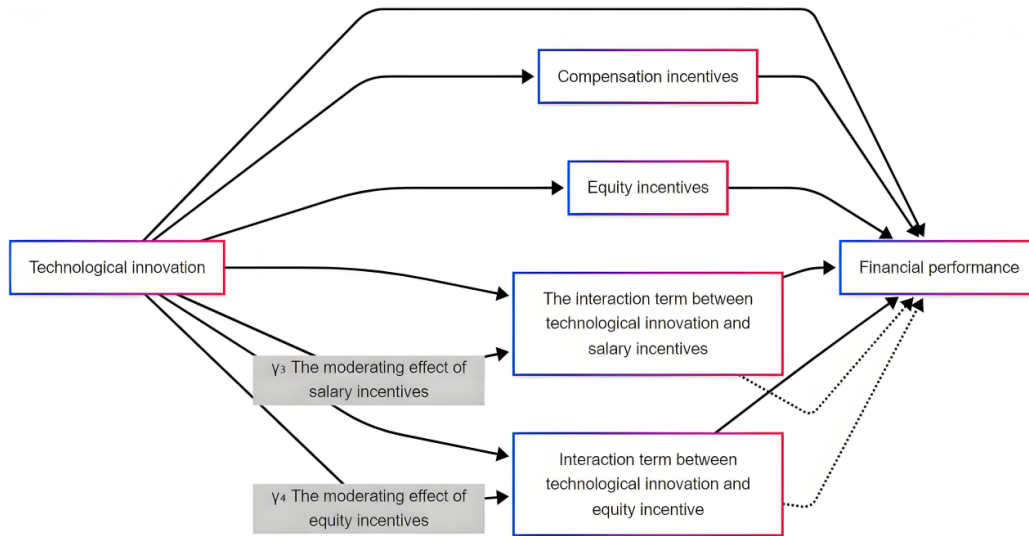 Compensation incentives
Equity incentives
Technological innovation
Financial performance
The interaction term between
technological innovation and
salary incentives
γ₃ The moderating effect of
salary incentives
Interaction term between
technological innovation and
equity incentive
γ₄ The moderating effect of
equity incentives